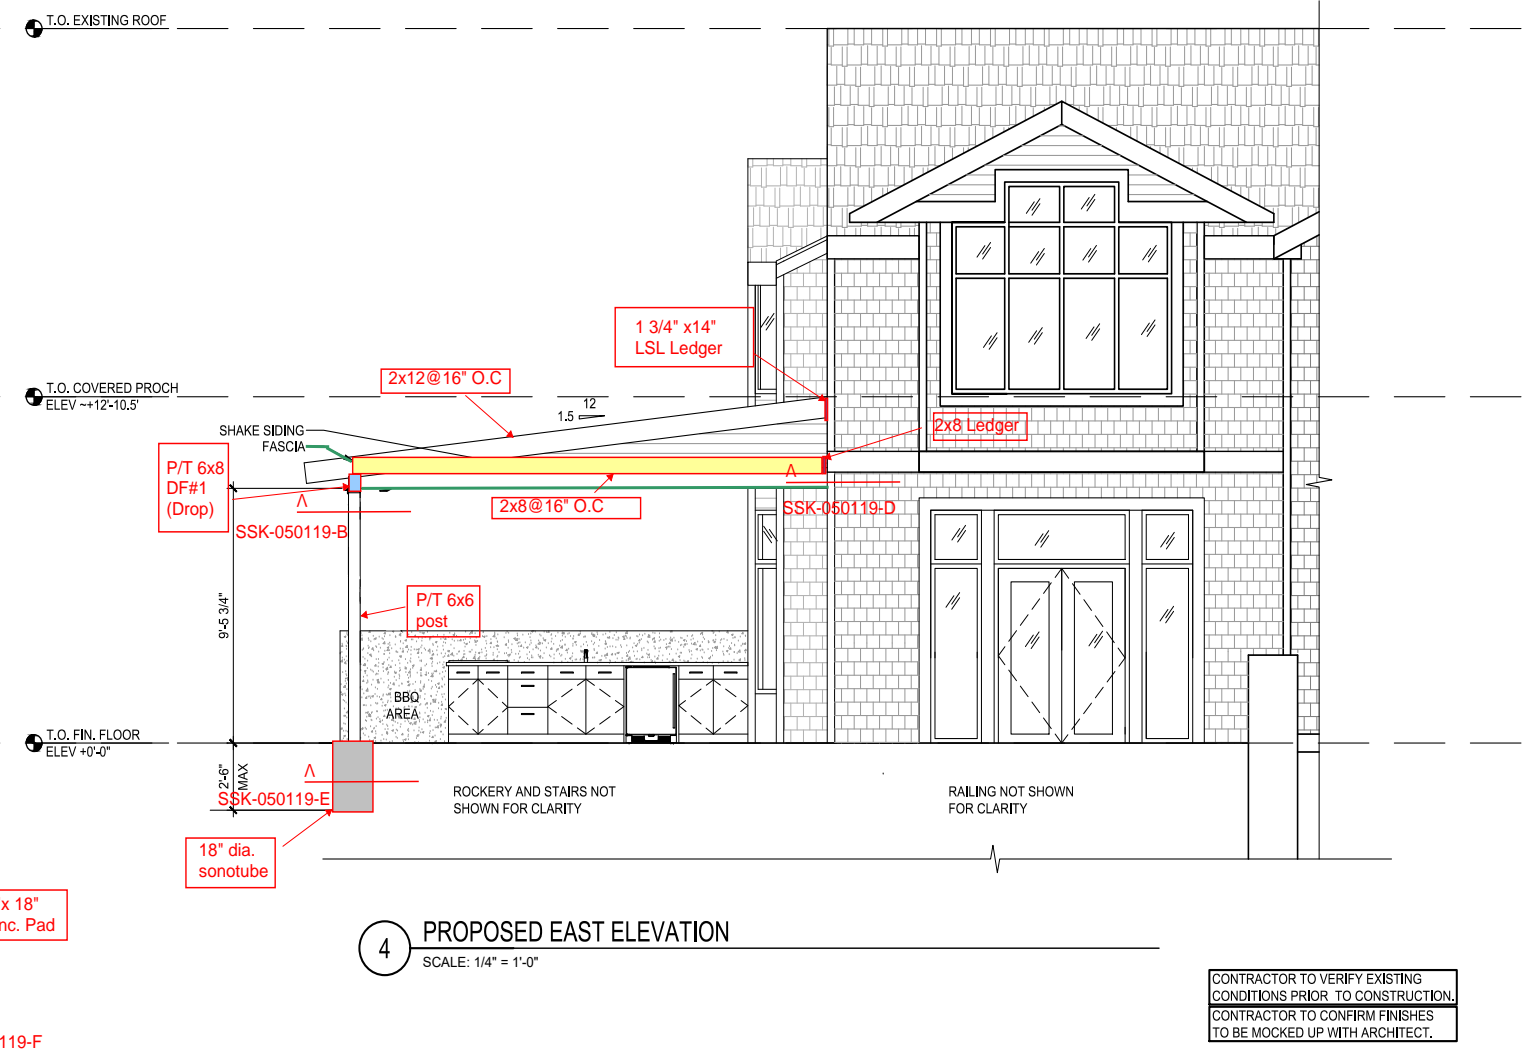 T.O. EXISTING ROOF
1 3/4" x14"
LSL Ledger
2x12@16" O.C
T.O. COVERED PROCH
ELEV ~+12'-10.5'
12
1.5
SHAKE SIDING
FASCIA
2x8 Ledger
P/T 6x8
DF#1
(Drop)
2x8@16" O.C
SSK-050119-D
SSK-050119-B
9'-5 3/4"
P/T 6x6
post
BBQ
AREA
T.O. FIN. FLOOR
ELEV +0'-0"
2'-6"
MAX
SSK-050119-E
ROCKERY AND STAIRS NOT
SHOWN FOR CLARITY
RAILING NOT SHOWN
FOR CLARITY
18" dia.
sonotube
x 18"
nc. Pad
4
PROPOSED EAST ELEVATION
SCALE: 1/4" = 1'-0"
CONTRACTOR TO VERIFY EXISTING
CONDITIONS PRIOR TO CONSTRUCTION.
CONTRACTOR TO CONFIRM FINISHES
TO BE MOCKED UP WITH ARCHITECT.
119-F